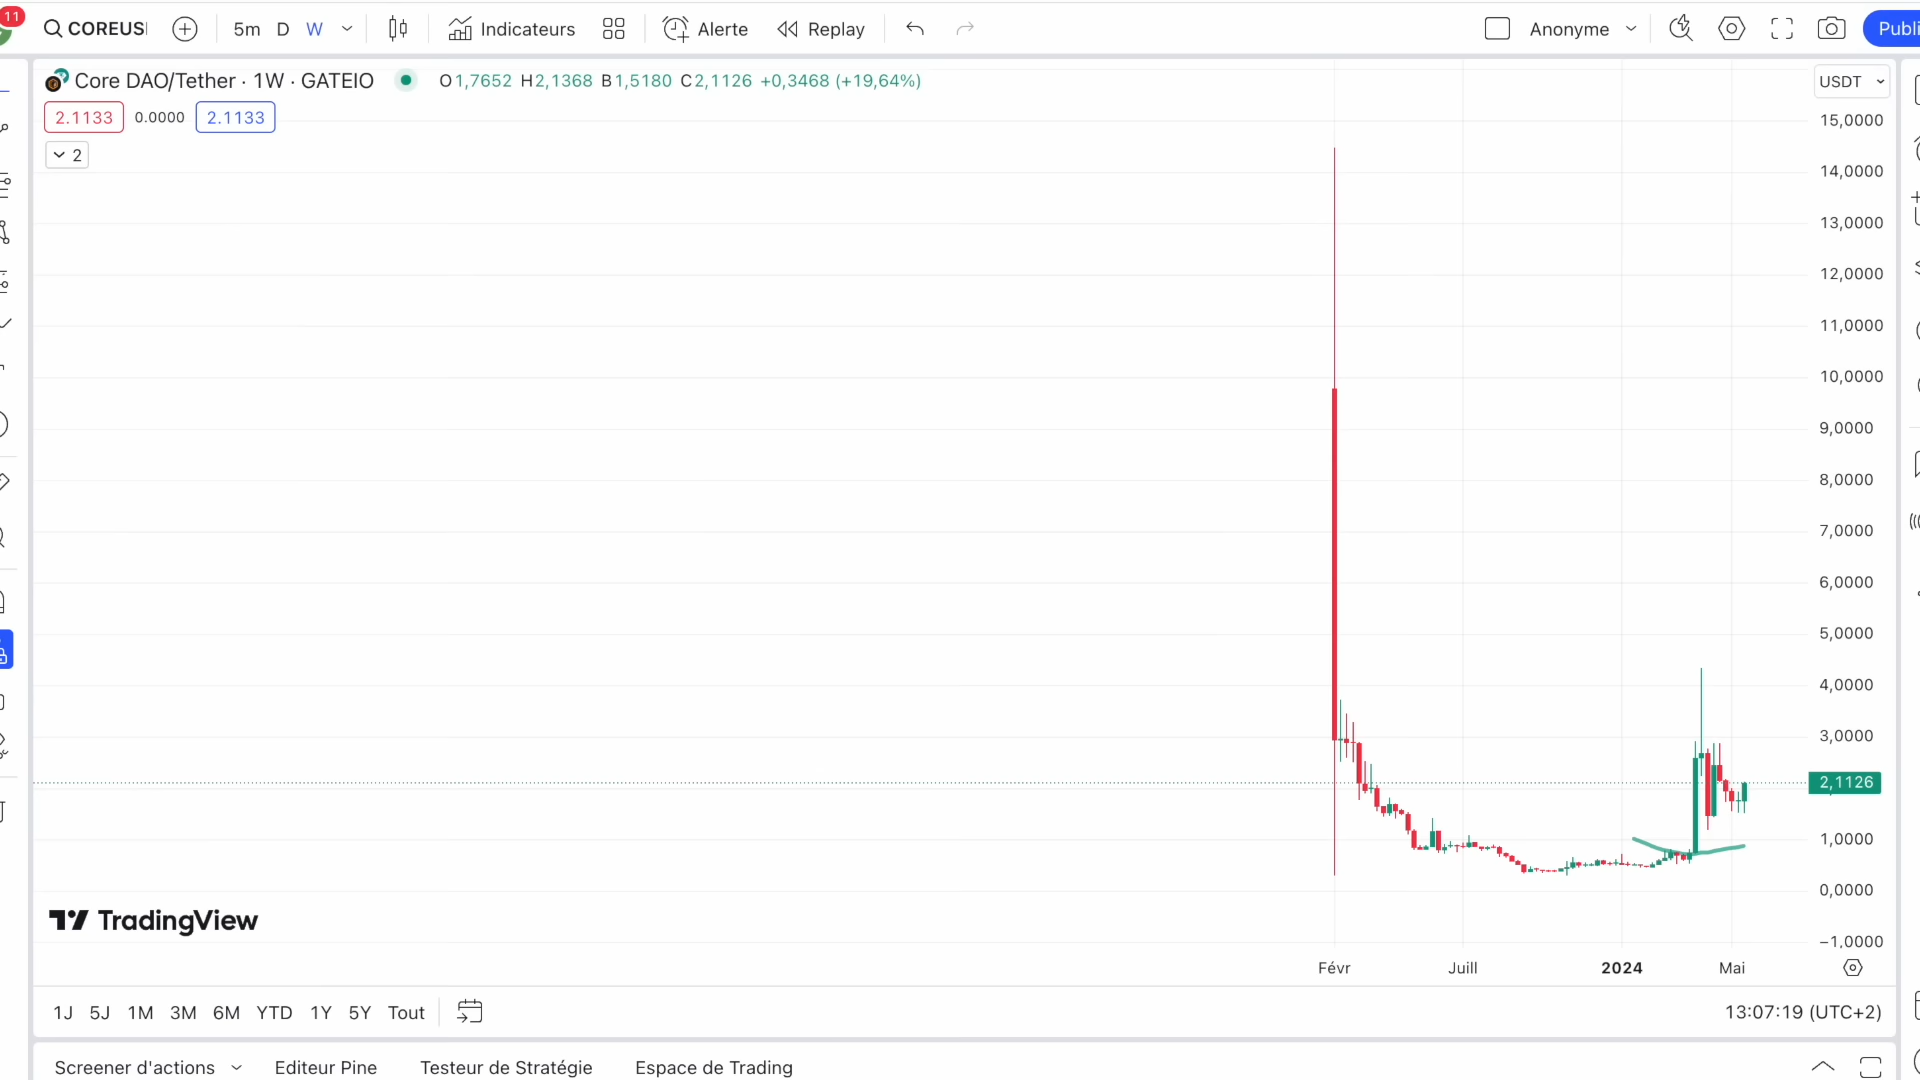 11
COREUS
5m D W Indicateurs Alerte Replay Anonyme Publi
Core DAO/Tether · 1W · GATEIO O1,7652 H2,1368 B1,5180 C2,1126 +0,3468 (+19,64%) USDT
2.1133 0.0000 2.1133
2
15,0000
14,0000
13,0000
12,0000
11,0000
10,0000
9,0000
8,0000
7,0000
6,0000
5,0000
4,0000
3,0000
2,1126
1,0000
0,0000
−1,0000
TradingView
Févr Juill 2024 Mai
1J 5J 1M 3M 6M YTD 1Y 5Y Tout 13:07:19 (UTC+2)
Screener d'actions Editeur Pine Testeur de Stratégie Espace de Trading